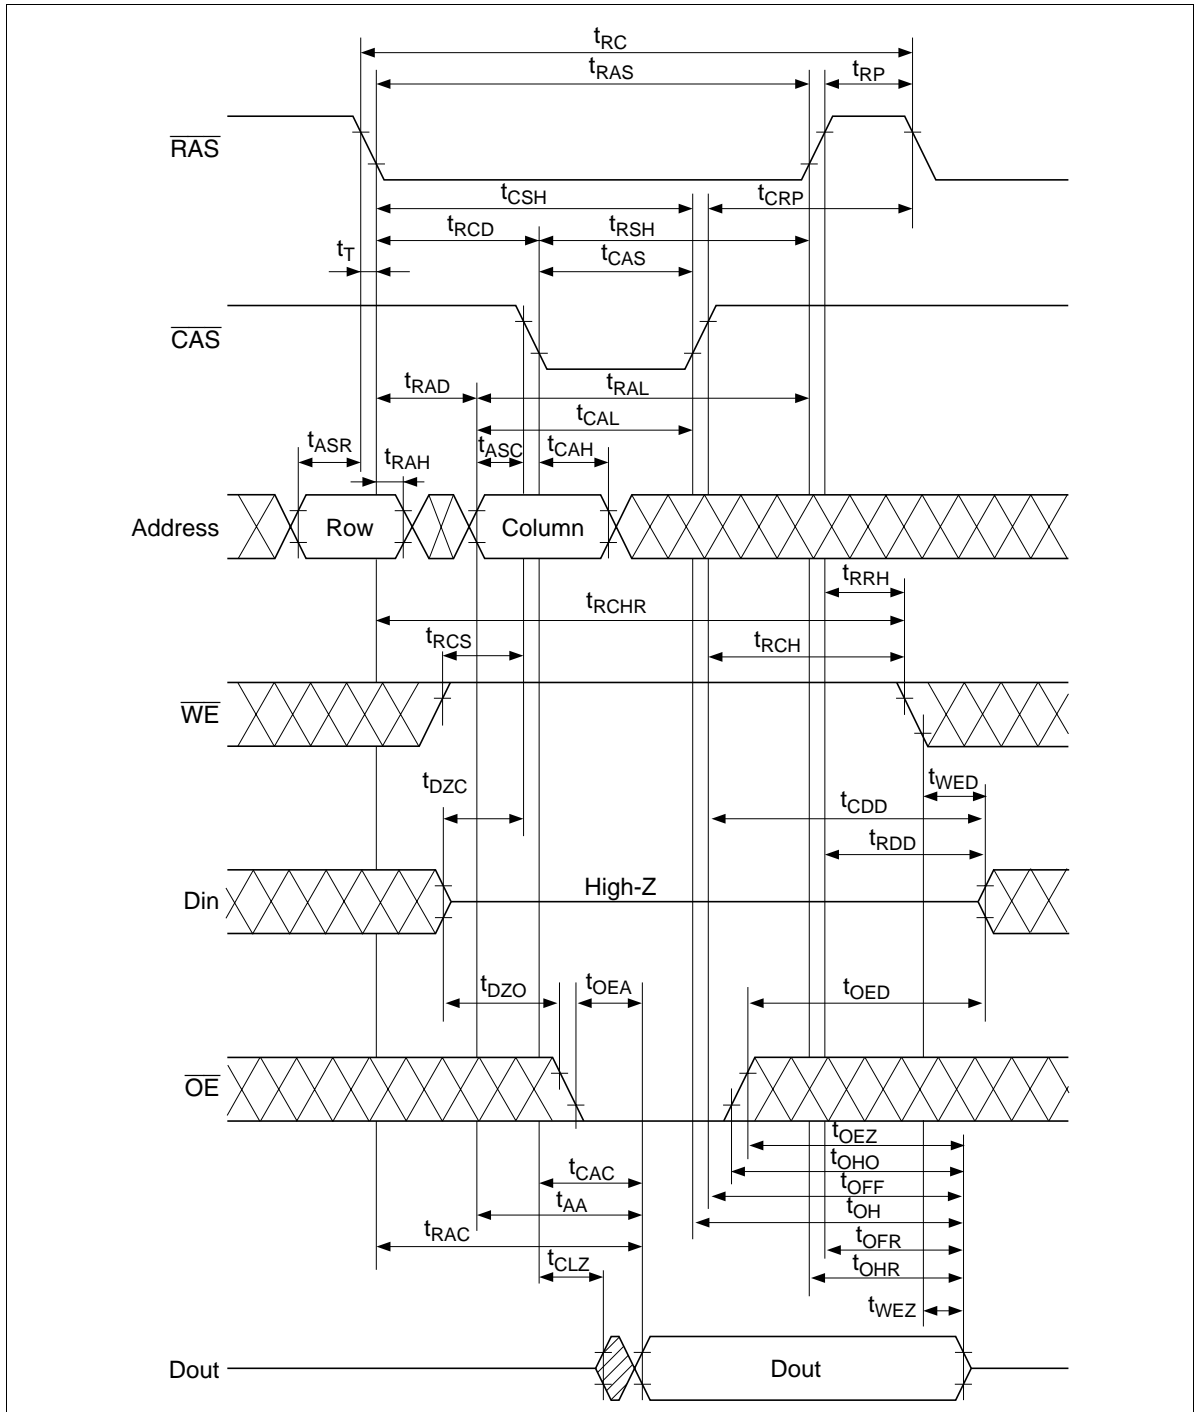 tRC
tRAS
tRP
RAS
tCSH
tCRP
tRCD
tRSH
tT
tCAS
CAS
tRAD
tRAL
tCAL
tASR
tASC
tCAH
tRAH
Address
Row
Column
tRRH
tRCHR
tRCS
tRCH
WE
tWED
tDZC
tCDD
tRDD
High-Z
Din
tDZO
tOEA
tOED
OE
tOEZ
tOHO
tCAC
tOFF
tAA
tOH
tRAC
tOFR
tCLZ
tOHR
tWEZ
Dout
Dout